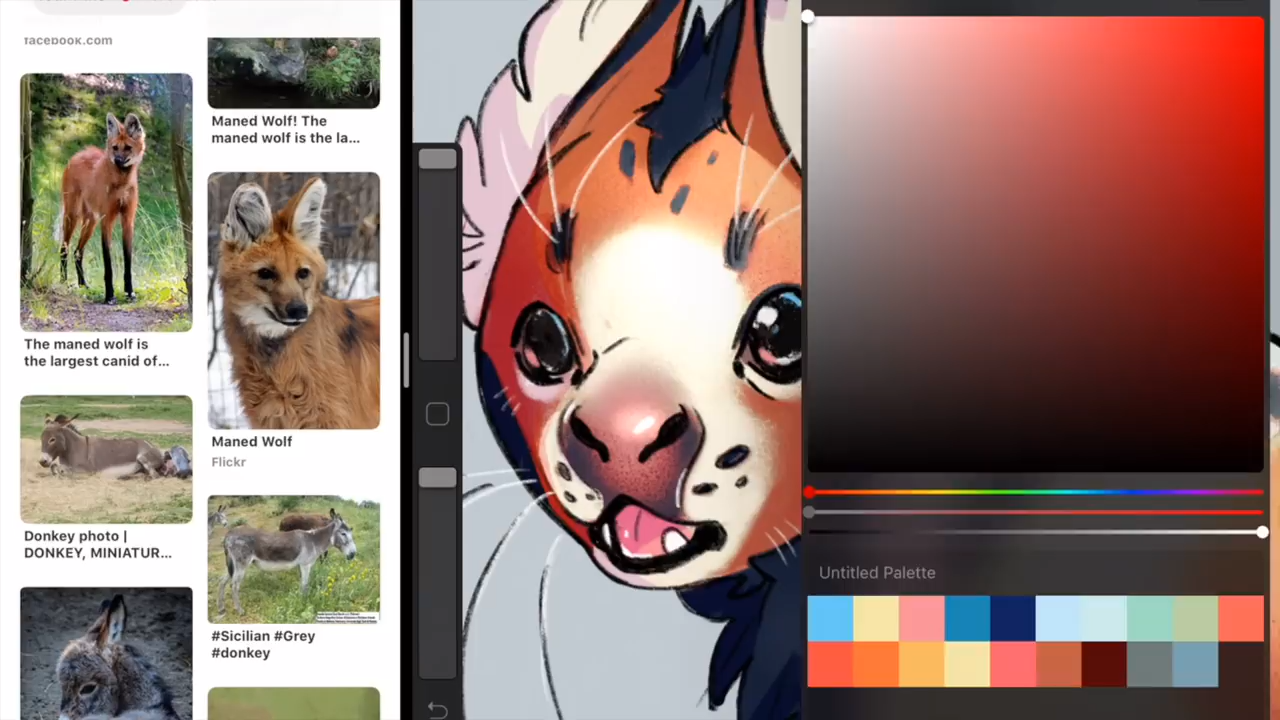 facebook.com
The maned wolf is
the largest canid of...
Donkey photo |
DONKEY, MINIATUR...
Maned Wolf! The
maned wolf is the la...
Maned Wolf
Flickr
#Sicilian #Grey
#donkey
Untitled Palette